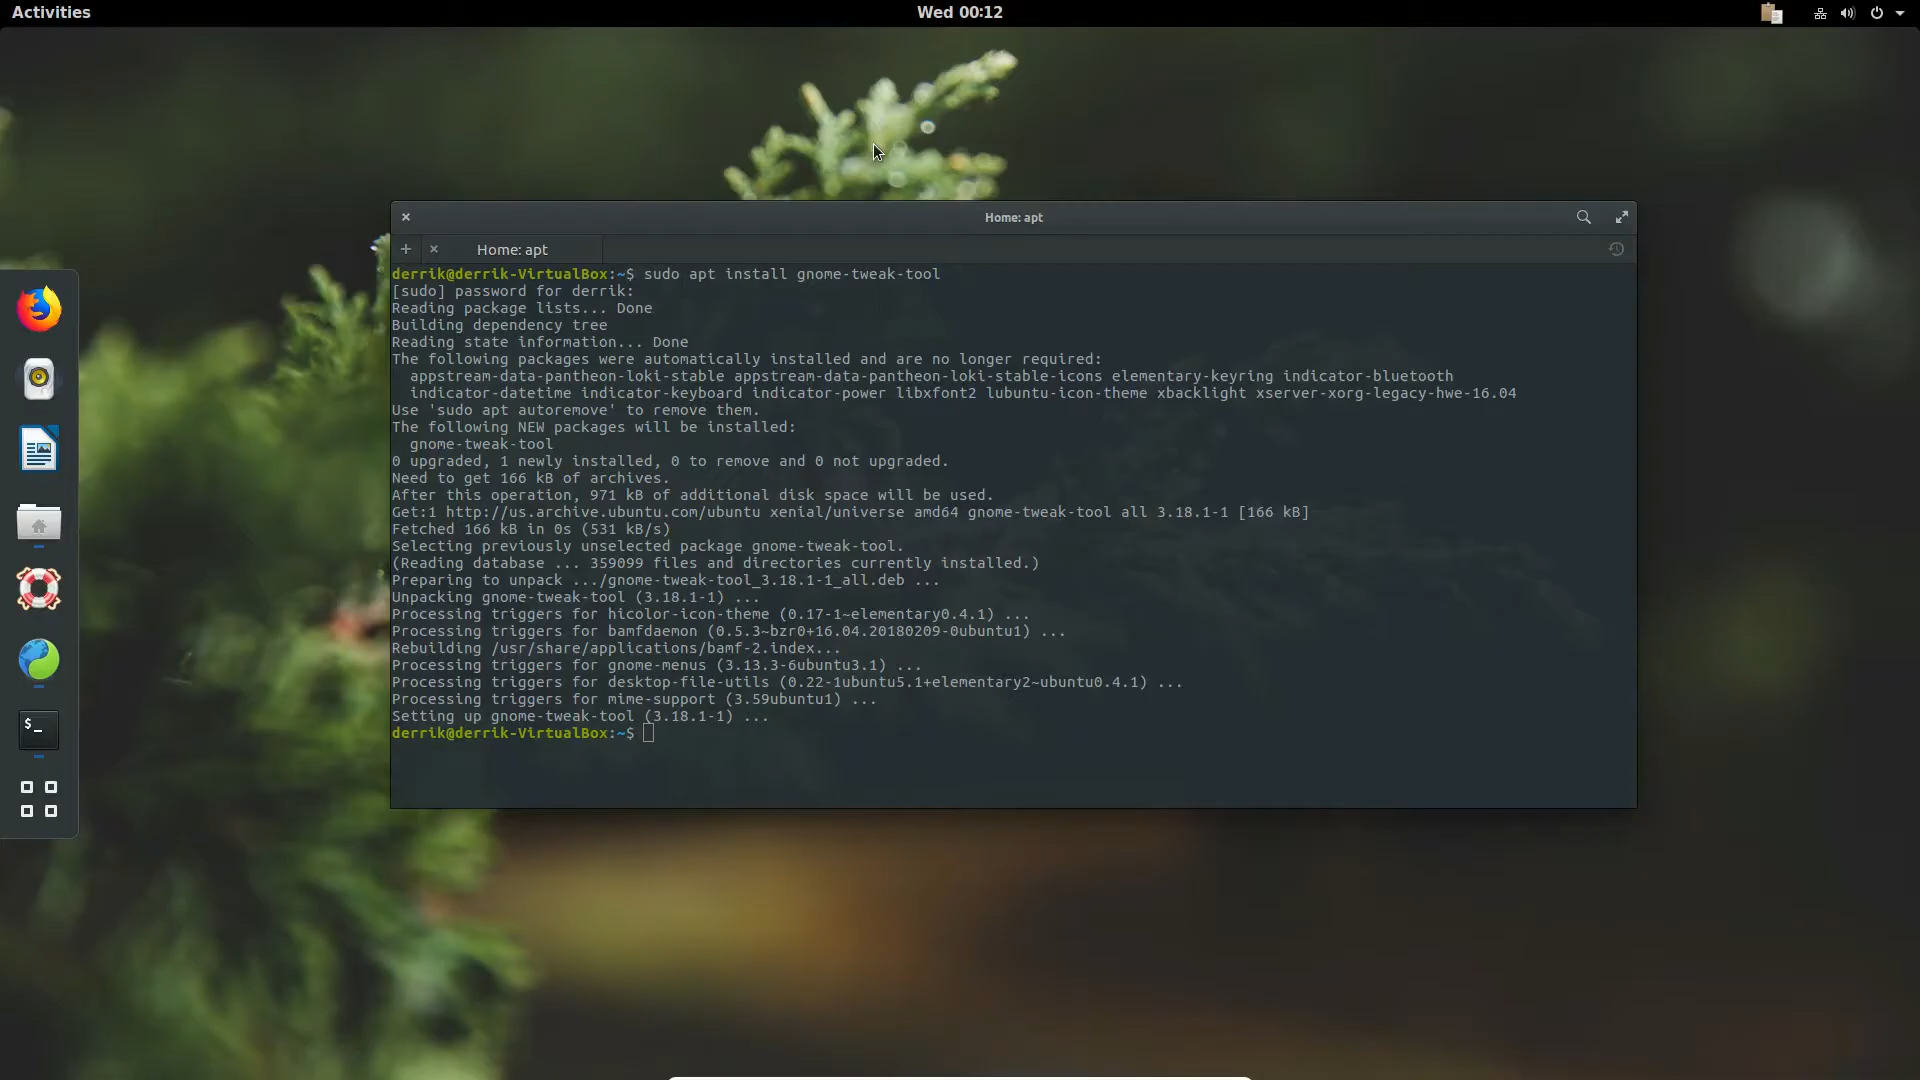 Activities
Wed 00:12
Home: apt
Home: apt
derrik@derrik-VirtualBox:~$ sudo apt install gnome-tweak-tool
[sudo] password for derrik:
Reading package lists... Done
Building dependency tree
Reading state information... Done
The following packages were automatically installed and are no longer required:
  appstream-data-pantheon-loki-stable appstream-data-pantheon-loki-stable-icons elementary-keyring indicator-bluetooth
  indicator-datetime indicator-keyboard indicator-power libxfont2 lubuntu-icon-theme xbacklight xserver-xorg-legacy-hwe-16.04
Use 'sudo apt autoremove' to remove them.
The following NEW packages will be installed:
  gnome-tweak-tool
0 upgraded, 1 newly installed, 0 to remove and 0 not upgraded.
Need to get 166 kB of archives.
After this operation, 971 kB of additional disk space will be used.
Get:1 http://us.archive.ubuntu.com/ubuntu xenial/universe amd64 gnome-tweak-tool all 3.18.1-1 [166 kB]
Fetched 166 kB in 0s (531 kB/s)
Selecting previously unselected package gnome-tweak-tool.
(Reading database ... 359099 files and directories currently installed.)
Preparing to unpack .../gnome-tweak-tool_3.18.1-1_all.deb ...
Unpacking gnome-tweak-tool (3.18.1-1) ...
Processing triggers for hicolor-icon-theme (0.17-1~elementary0.4.1) ...
Processing triggers for bamfdaemon (0.5.3~bzr0+16.04.20180209-0ubuntu1) ...
Rebuilding /usr/share/applications/bamf-2.index...
Processing triggers for gnome-menus (3.13.3-6ubuntu3.1) ...
Processing triggers for desktop-file-utils (0.22-1ubuntu5.1+elementary2~ubuntu0.4.1) ...
Processing triggers for mime-support (3.59ubuntu1) ...
Setting up gnome-tweak-tool (3.18.1-1) ...
derrik@derrik-VirtualBox:~$
$_